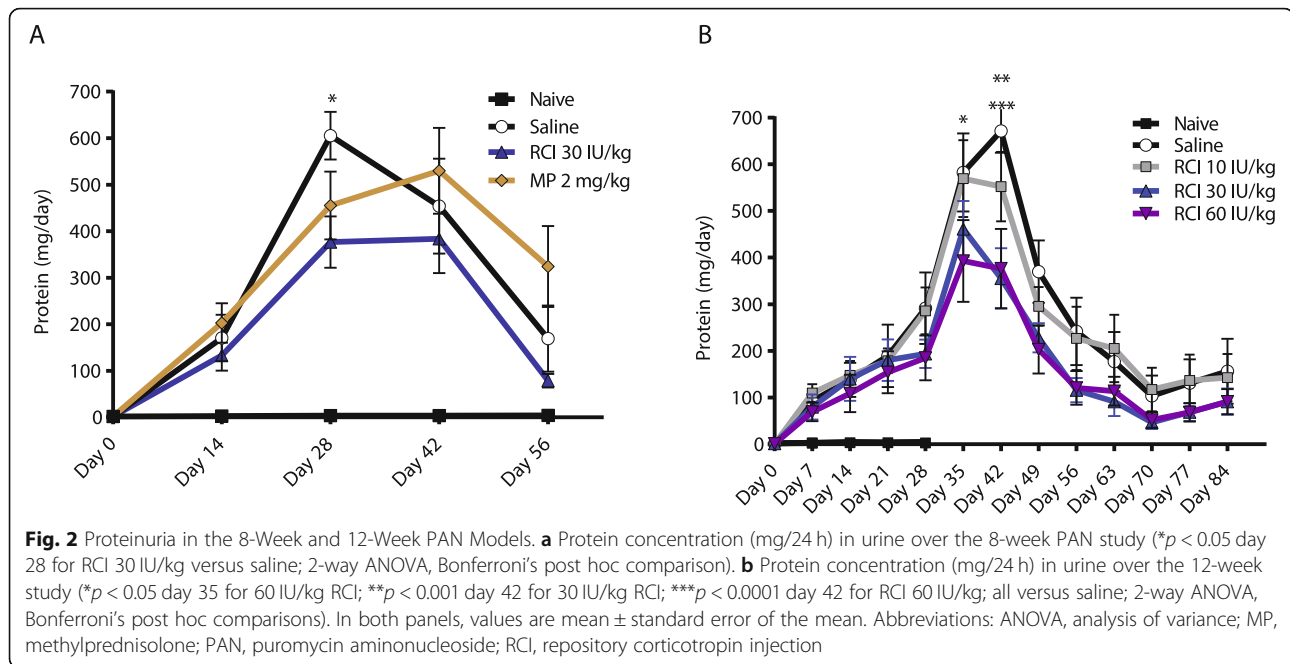 A
Protein (mg/day)
700
600
500
400
300
200
100
0
*
Naive
Saline
RCI 30 IU/kg
MP 2 mg/kg
Day 0
Day 14
Day 28
Day 42
Day 56
B
Protein (mg/day)
700
600
500
400
300
200
100
0
*
**
***
Naive
Saline
RCI 10 IU/kg
RCI 30 IU/kg
RCI 60 IU/kg
Day 0
Day 7
Day 14
Day 21
Day 28
Day 35
Day 42
Day 49
Day 56
Day 63
Day 70
Day 77
Day 84
Fig. 2 Proteinuria in the 8-Week and 12-Week PAN Models. a Protein concentration (mg/24 h) in urine over the 8-week PAN study (*p < 0.05 day
28 for RCI 30 IU/kg versus saline; 2-way ANOVA, Bonferroni's post hoc comparison). b Protein concentration (mg/24 h) in urine over the 12-week
study (*p < 0.05 day 35 for 60 IU/kg RCI; **p < 0.001 day 42 for 30 IU/kg RCI; ***p < 0.0001 day 42 for RCI 60 IU/kg; all versus saline; 2-way ANOVA,
Bonferroni's post hoc comparisons). In both panels, values are mean ± standard error of the mean. Abbreviations: ANOVA, analysis of variance; MP,
methylprednisolone; PAN, puromycin aminonucleoside; RCI, repository corticotropin injection